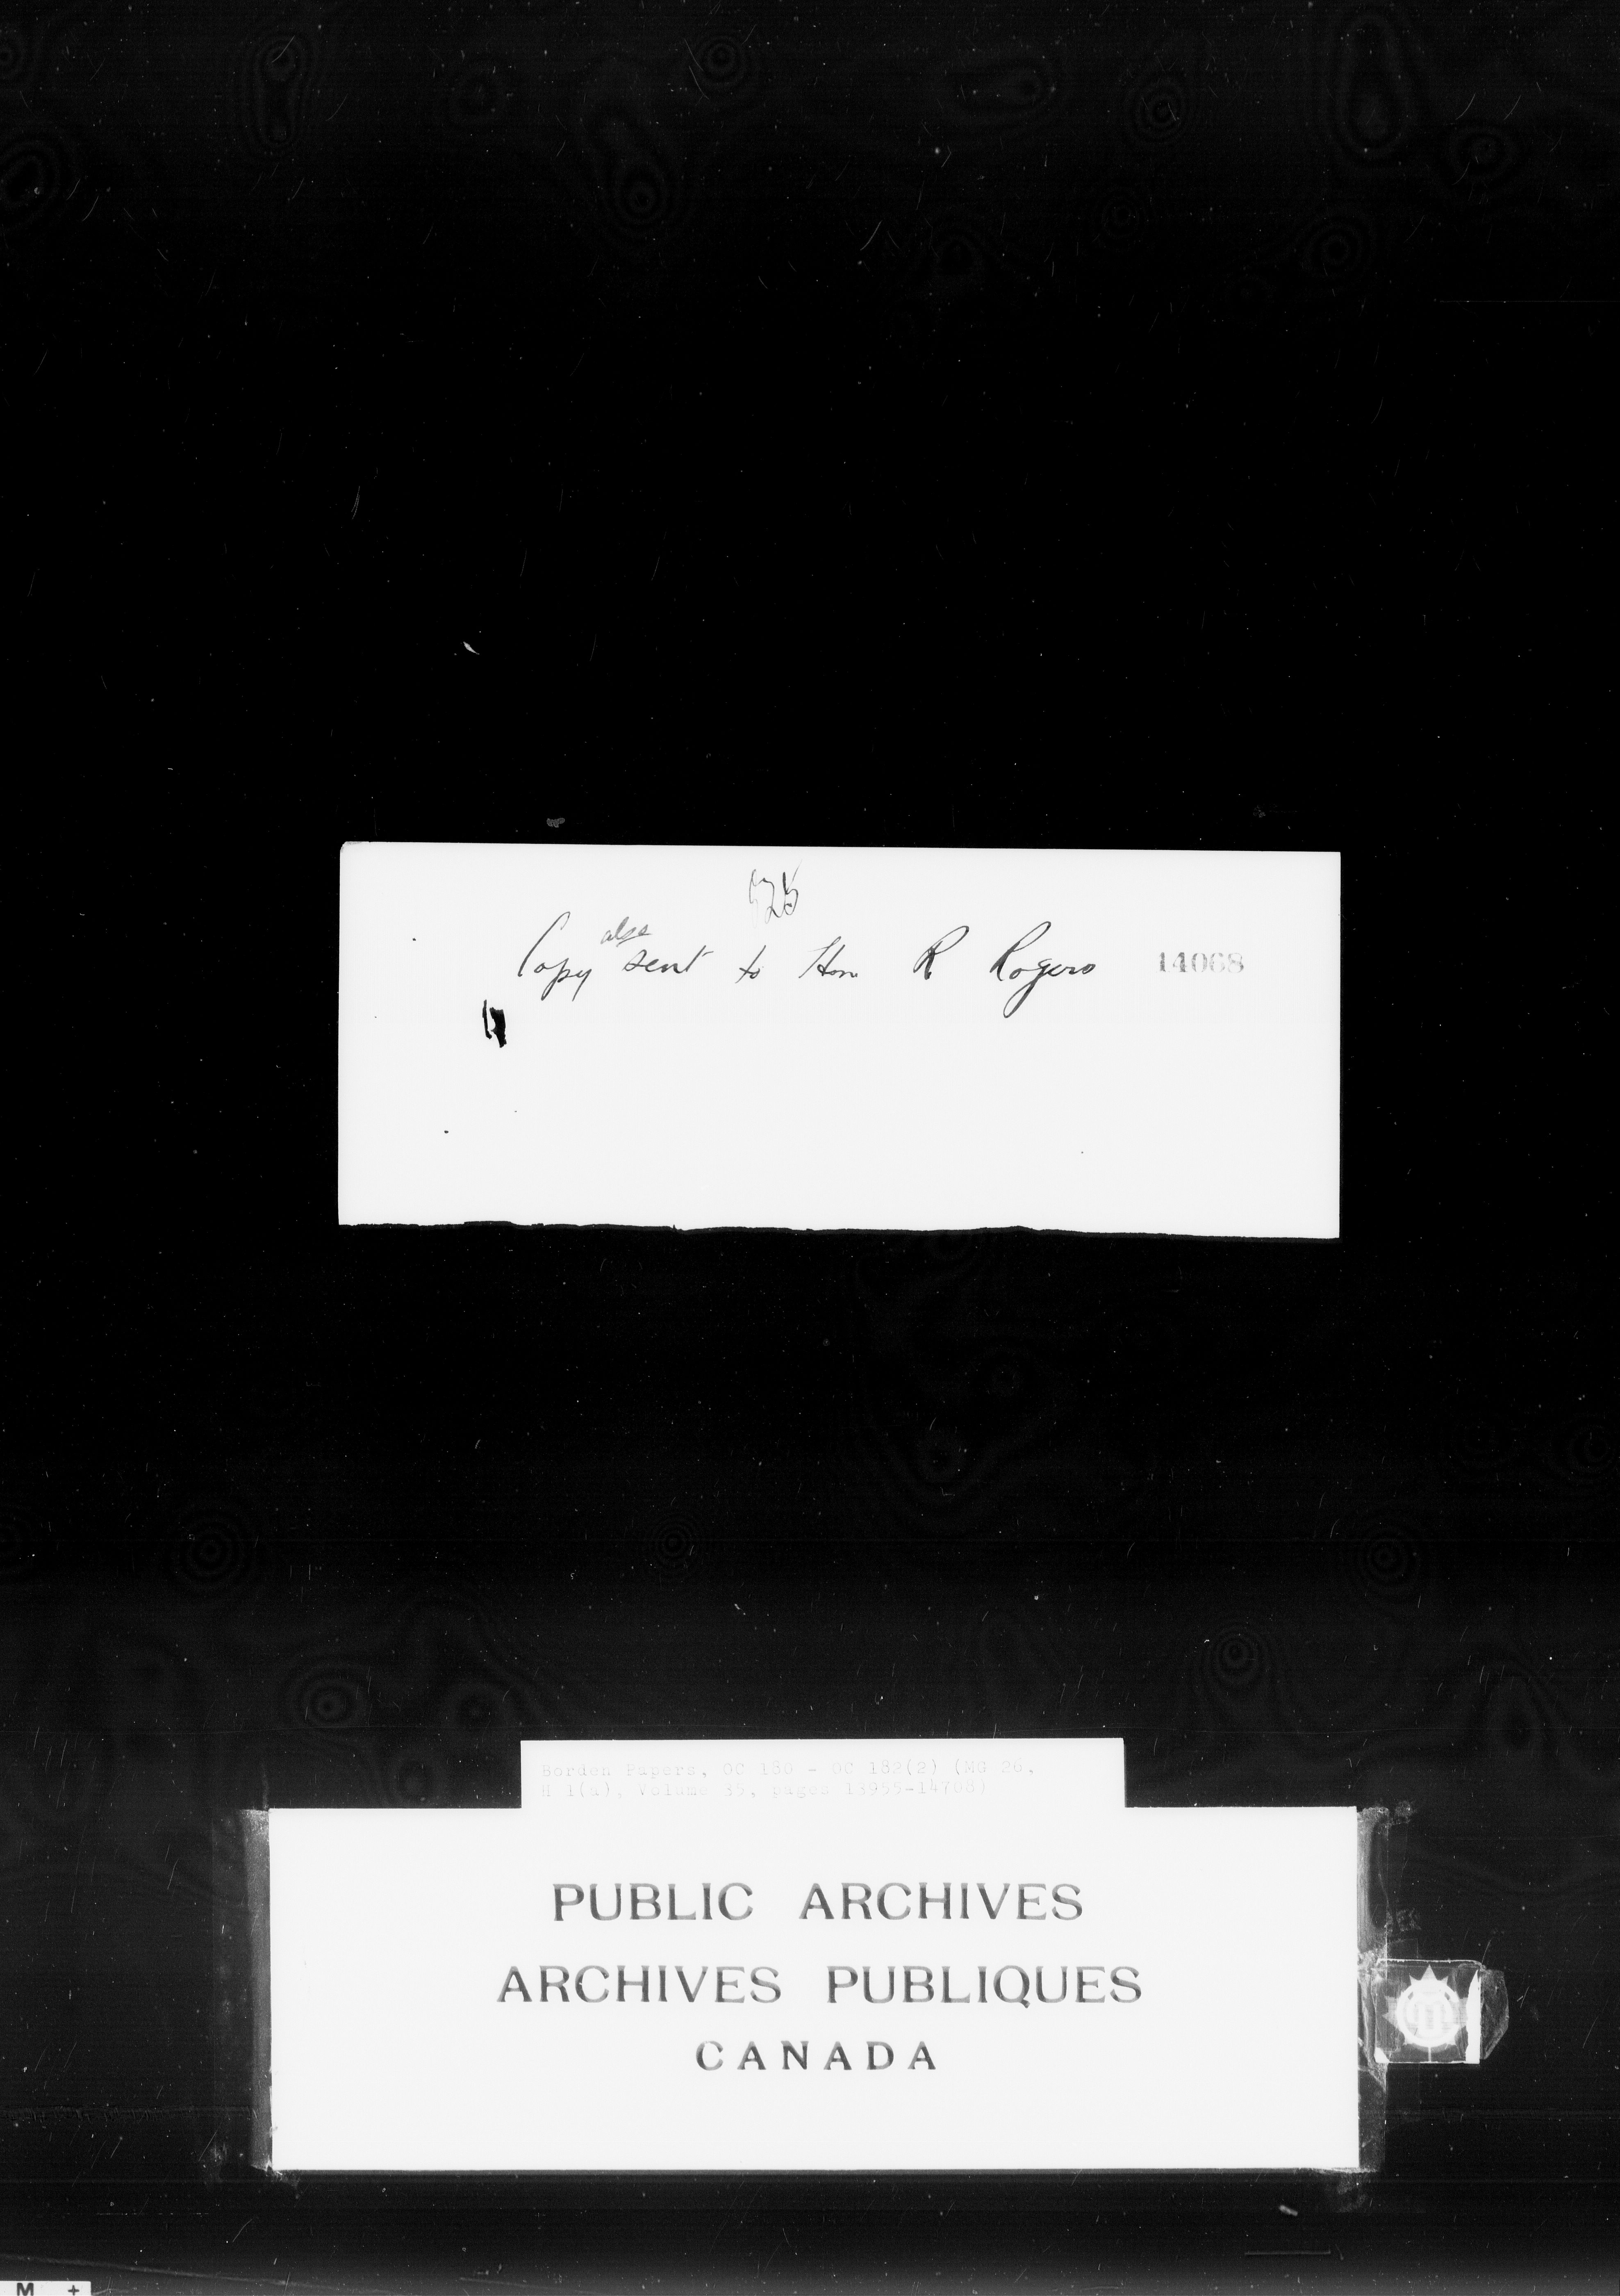 525
Copy also sent to Hon R Rogers 14068
Borden Papers, OC 180 - OC 182(2) (MG 26,
H 1(a), Volume 35, pages 13955-14708)
PUBLIC ARCHIVES
ARCHIVES PUBLIQUES
CANADA
M +